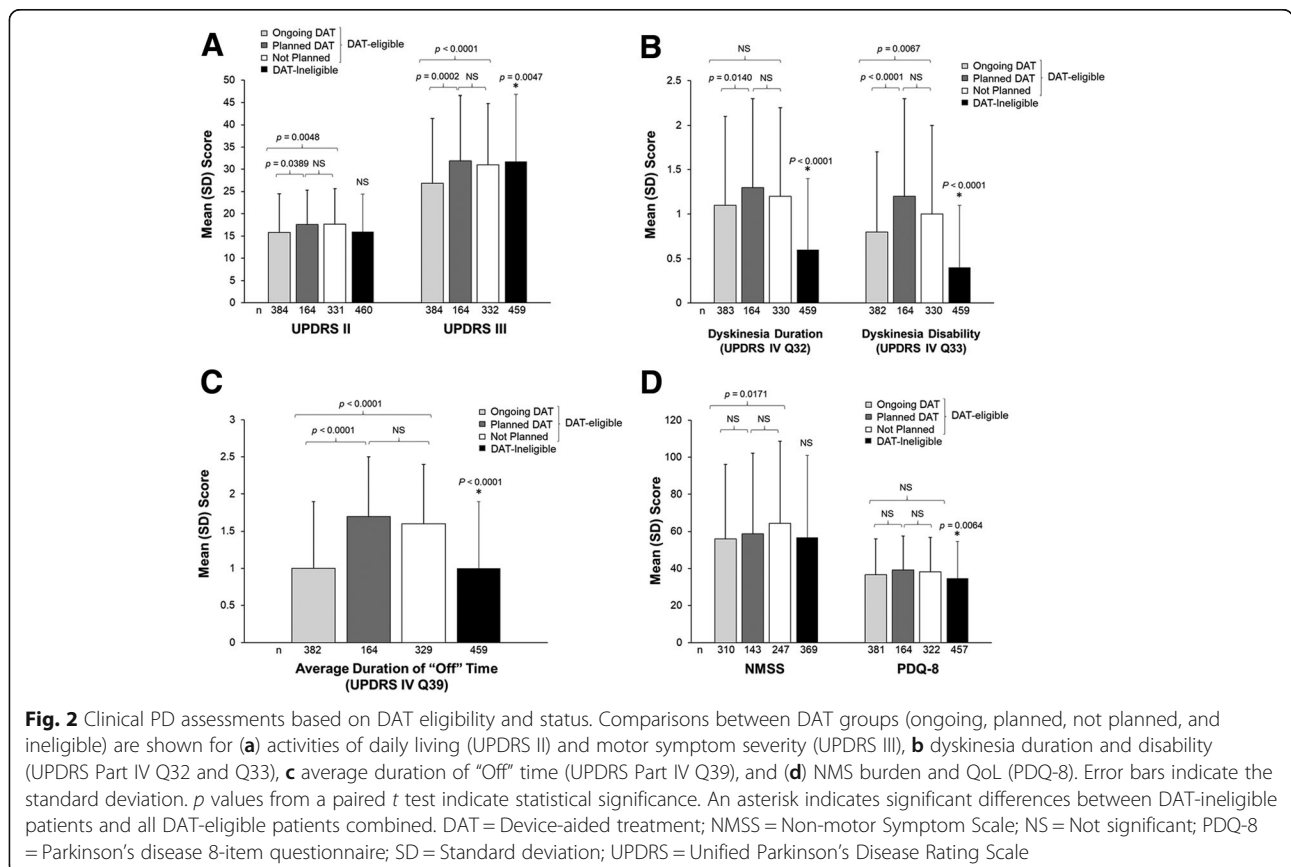 A
Ongoing DAT
Planned DAT
Not Planned
DAT-Ineligible
DAT-eligible
p < 0.0001
p = 0.0002
NS
p = 0.0047
*
p = 0.0048
p = 0.0389
NS
NS
Mean (SD) Score
50
45
40
35
30
25
20
15
10
5
0
n 384 164 331 460 384 164 332 459
UPDRS II UPDRS III
B
Ongoing DAT
Planned DAT
Not Planned
DAT-Ineligible
DAT-eligible
NS
p = 0.0140
NS
p = 0.0067
p < 0.0001
NS
P < 0.0001
*
P < 0.0001
*
Mean (SD) Score
2.5
2
1.5
1
0.5
0
n 383 164 330 459 382 164 330 459
Dyskinesia Duration Dyskinesia Disability
(UPDRS IV Q32) (UPDRS IV Q33)
C
Ongoing DAT
Planned DAT
Not Planned
DAT-Ineligible
DAT-eligible
p < 0.0001
p < 0.0001
NS
P < 0.0001
*
Mean (SD) Score
3
2.5
2
1.5
1
0.5
0
n 382 164 329 459
Average Duration of “Off” Time
(UPDRS IV Q39)
D
Ongoing DAT
Planned DAT
Not Planned
DAT-Ineligible
DAT-eligible
p = 0.0171
NS
NS
NS
NS
NS
NS
p = 0.0064
*
Mean (SD) Score
120
100
80
60
40
20
0
n 310 143 247 369 381 164 322 457
NMSS PDQ-8
Fig. 2 Clinical PD assessments based on DAT eligibility and status. Comparisons between DAT groups (ongoing, planned, not planned, and
ineligible) are shown for (a) activities of daily living (UPDRS II) and motor symptom severity (UPDRS III), b dyskinesia duration and disability
(UPDRS Part IV Q32 and Q33), c average duration of “Off” time (UPDRS Part IV Q39), and (d) NMS burden and QoL (PDQ-8). Error bars indicate the
standard deviation. p values from a paired t test indicate statistical significance. An asterisk indicates significant differences between DAT-ineligible
patients and all DAT-eligible patients combined. DAT = Device-aided treatment; NMSS = Non-motor Symptom Scale; NS = Not significant; PDQ-8
= Parkinson’s disease 8-item questionnaire; SD = Standard deviation; UPDRS = Unified Parkinson’s Disease Rating Scale